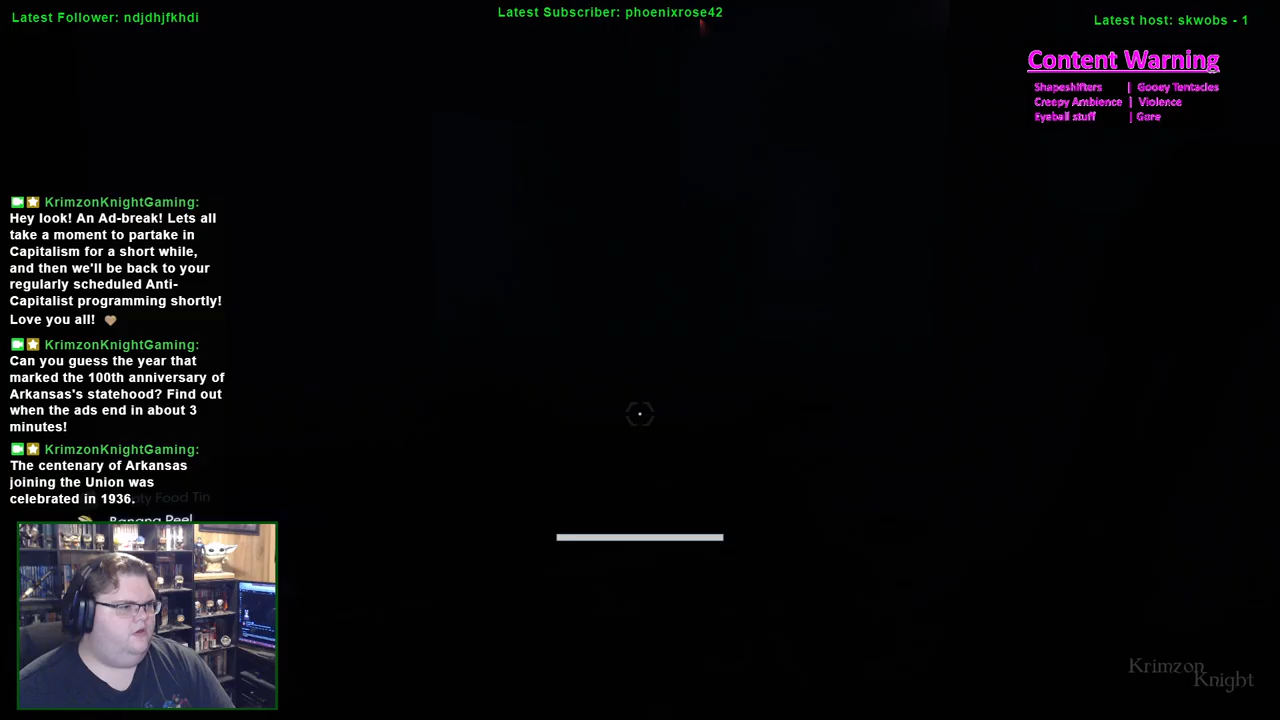 Latest Follower: ndjdhjfkhdi
Latest Subscriber: phoenixrose42
Latest host: skwobs - 1
Content Warning
Shapeshifters | Gooey Tentacles
Creepy Ambience | Violence
Eyeball stuff | Gore
KrimzonKnightGaming:
Hey look! An Ad-break! Lets all
take a moment to partake in
Capitalism for a short while,
and then we'll be back to your
regularly scheduled Anti-
Capitalist programming shortly!
Love you all!
KrimzonKnightGaming:
Can you guess the year that
marked the 100th anniversary of
Arkansas's statehood? Find out
when the ads end in about 3
minutes!
KrimzonKnightGaming:
The centenary of Arkansas
joining the Union was
celebrated in 1936.
Food Tin
Banana Peel
Krimzon
Knight